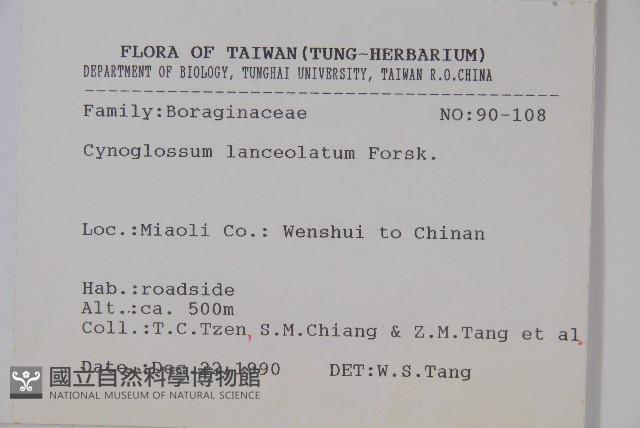 FLORA OF TAIWAN(TUNG-HERBARIUM)
DEPARTMENT OF BIOLOGY, TUNGHAI UNIVERSITY, TAIWAN R.O.CHINA
Family:Boraginaceae NO:90-108
Cynoglossum lanceolatum Forsk.
Loc.:Miaoli Co.: Wenshui to Chinan
Hab.:roadside
Alt.:ca. 500m
Coll.:T.C.Tzen, S.M.Chiang & Z.M.Tang et al.
Date.:Dec 22,1990 DET:W.S.Tang
國立自然科學博物館
NATIONAL MUSEUM OF NATURAL SCIENCE